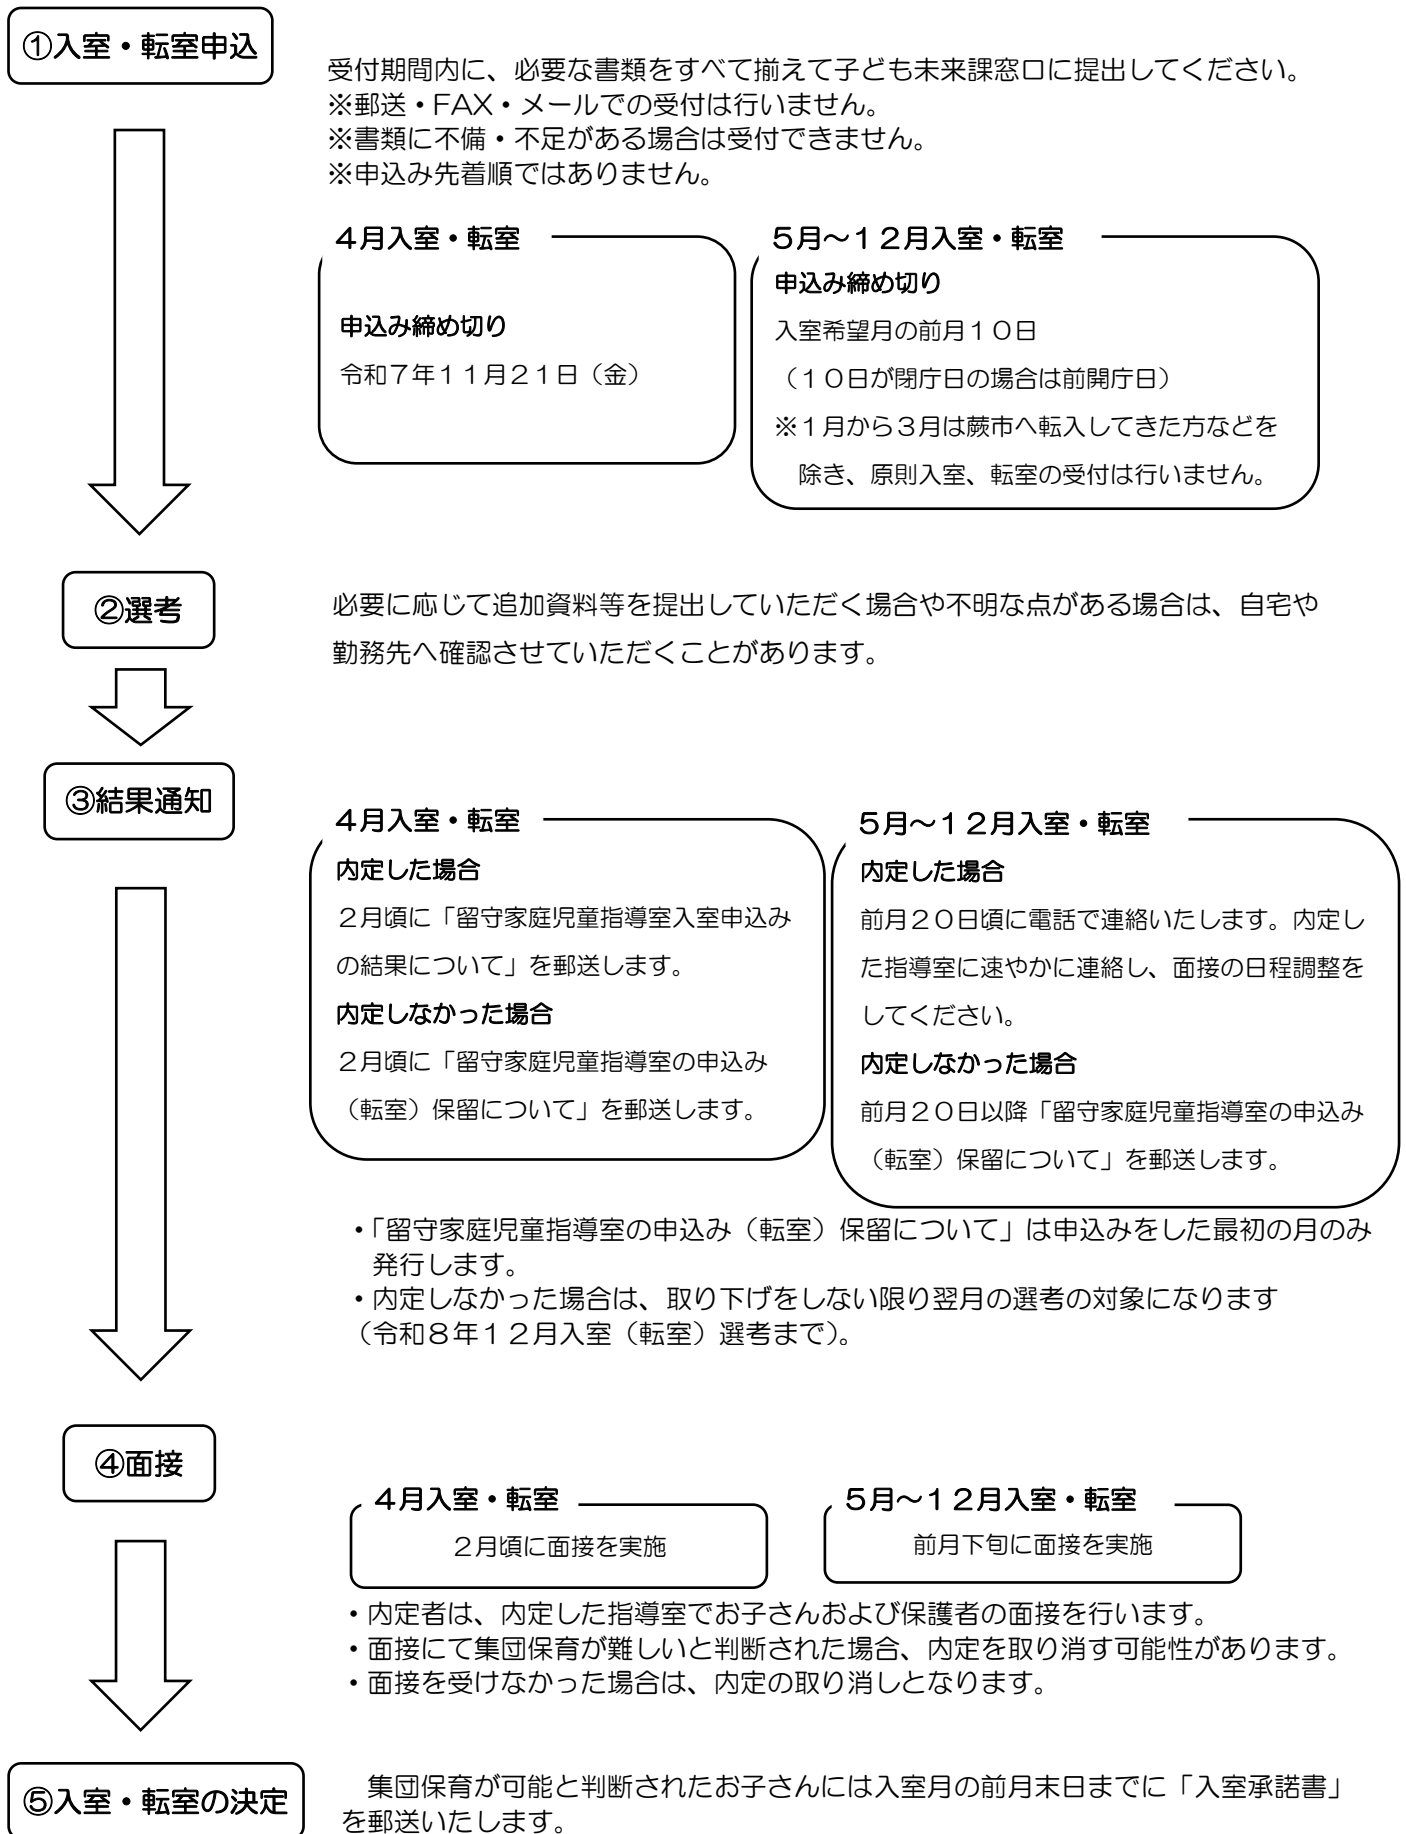 ①入室・転室申込
受付期間内に、必要な書類をすべて揃えて子ども未来課窓口に提出してください。
※郵送・FAX・メールでの受付は行いません。
※書類に不備・不足がある場合は受付できません。
※申込み先着順ではありません。
４月入室・転室
申込み締め切り
令和７年１１月２１日（金）
５月～１２月入室・転室
申込み締め切り
入室希望月の前月１０日
（１０日が閉庁日の場合は前開庁日）
※１月から３月は蕨市へ転入してきた方などを
除き、原則入室、転室の受付は行いません。
②選考
必要に応じて追加資料等を提出していただく場合や不明な点がある場合は、自宅や
勤務先へ確認させていただくことがあります。
③結果通知
４月入室・転室
内定した場合
２月頃に「留守家庭児童指導室入室申込み
の結果について」を郵送します。
内定しなかった場合
２月頃に「留守家庭児童指導室の申込み
（転室）保留について」を郵送します。
５月～１２月入室・転室
内定した場合
前月２０日頃に電話で連絡いたします。内定し
た指導室に速やかに連絡し、面接の日程調整を
してください。
内定しなかった場合
前月２０日以降「留守家庭児童指導室の申込み
（転室）保留について」を郵送します。
・「留守家庭児童指導室の申込み（転室）保留について」は申込みをした最初の月のみ
発行します。
・内定しなかった場合は、取り下げをしない限り翌月の選考の対象になります
（令和８年１２月入室（転室）選考まで）。
④面接
４月入室・転室
２月頃に面接を実施
５月～１２月入室・転室
前月下旬に面接を実施
・内定者は、内定した指導室でお子さんおよび保護者の面接を行います。
・面接にて集団保育が難しいと判断された場合、内定を取り消す可能性があります。
・面接を受けなかった場合は、内定の取り消しとなります。
⑤入室・転室の決定
集団保育が可能と判断されたお子さんには入室月の前月末日までに「入室承諾書」
を郵送いたします。